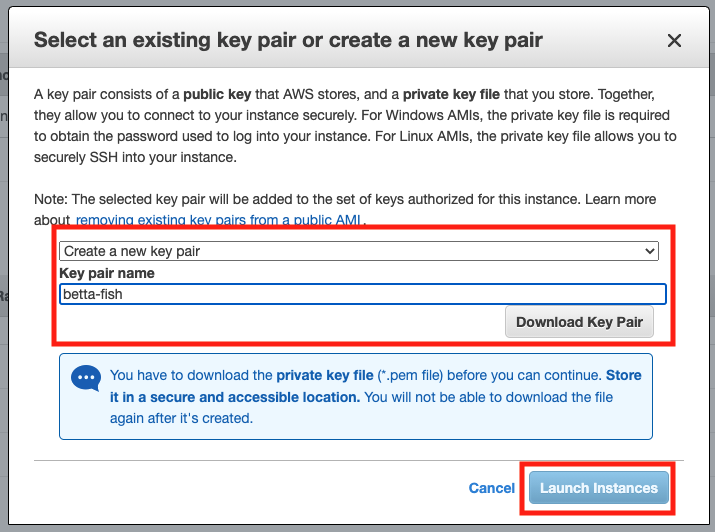 Select an existing key pair or create a new key pair
A key pair consists of a public key that AWS stores, and a private key file that you store. Together,
they allow you to connect to your instance securely. For Windows AMIs, the private key file is required
to obtain the password used to log into your instance. For Linux AMIs, the private key file allows you to
securely SSH into your instance.
Note: The selected key pair will be added to the set of keys authorized for this instance. Learn more
about removing existing key pairs from a public AMI.
Create a new key pair
Key pair name
betta-fish
Download Key Pair
You have to download the private key file (*.pem file) before you can continue. Store
it in a secure and accessible location. You will not be able to download the file
again after it's created.
Cancel Launch Instances